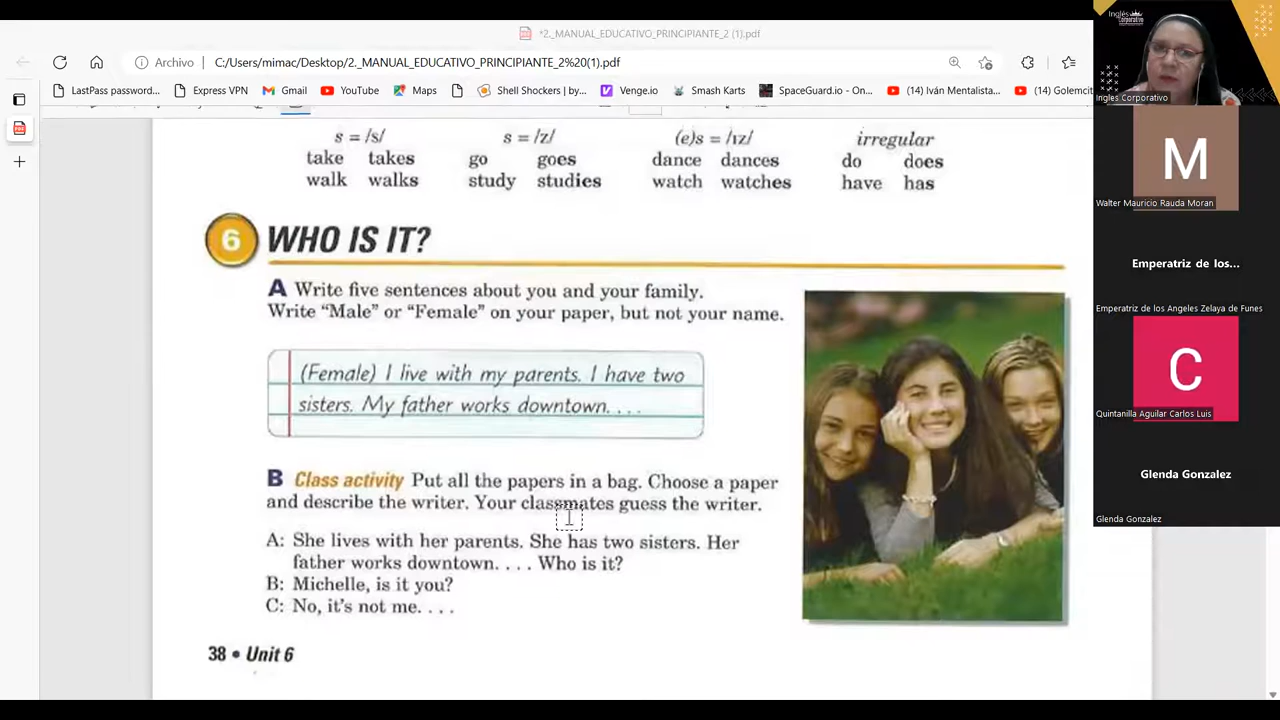 *2._MANUAL_EDUCATIVO_PRINCIPIANTE_2 (1).pdf
Archivo C:/Users/mimac/Desktop/2._MANUAL_EDUCATIVO_PRINCIPIANTE_2%20(1).pdf
LastPass password... Express VPN Gmail YouTube Maps Shell Shockers | by... Venge.io Smash Karts SpaceGuard.io - On... (14) Iván Mentalista... (14) Golemcit
s = /s/ s = /z/ (e)s = /ɪz/ irregular
take takes go goes dance dances do does
walk walks study studies watch watches have has
6 WHO IS IT?
A Write five sentences about you and your family.
Write “Male” or “Female” on your paper, but not your name.
(Female) I live with my parents. I have two
sisters. My father works downtown. . . .
B Class activity Put all the papers in a bag. Choose a paper
and describe the writer. Your classmates guess the writer.
A: She lives with her parents. She has two sisters. Her
father works downtown. . . . Who is it?
B: Michelle, is it you?
C: No, it's not me. . . .
38 • Unit 6
Inglés
Corporativo
Ingles Corporativo
M
Walter Mauricio Rauda Moran
Emperatriz de los...
Emperatriz de los Angeles Zelaya de Funes
C
Quintanilla Aguilar Carlos Luis
Glenda Gonzalez
Glenda Gonzalez